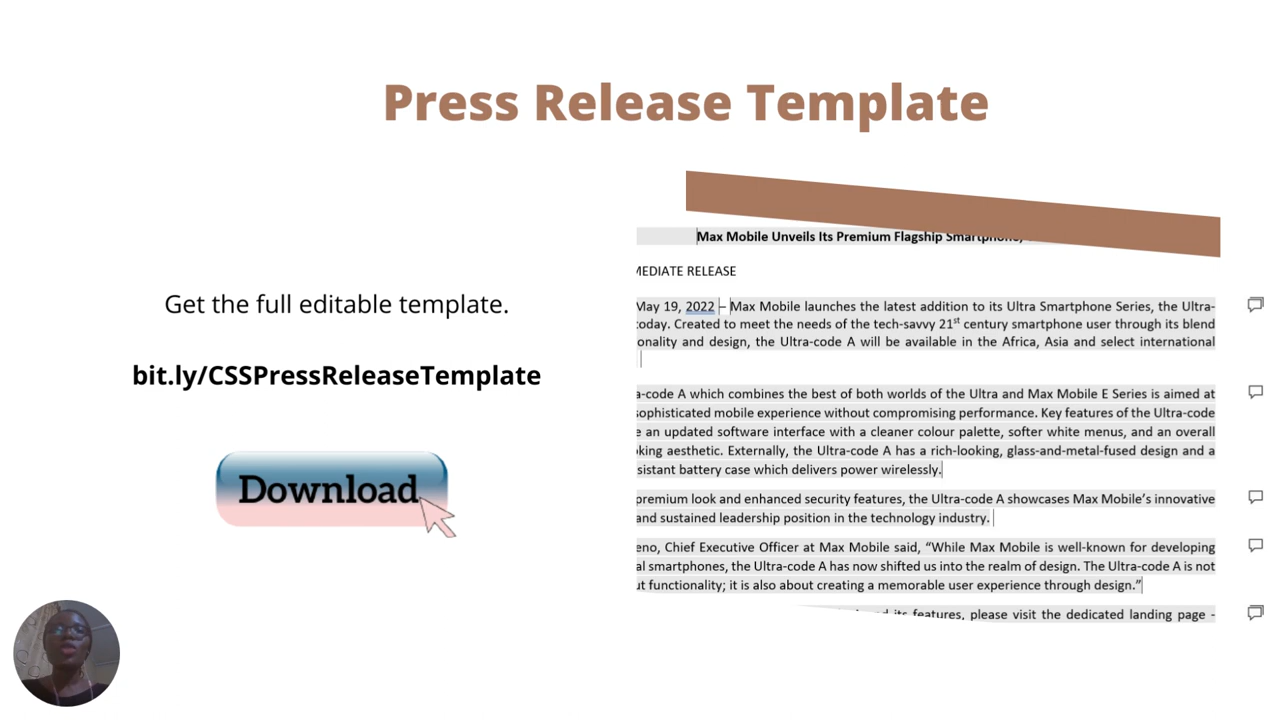 Press Release Template
Get the full editable template.
bit.ly/CSSPressReleaseTemplate
Download
Max Mobile Unveils Its Premium Flagship Smartphone,
MEDIATE RELEASE
May 19, 2022 – Max Mobile launches the latest addition to its Ultra Smartphone Series, the Ultra-
today. Created to meet the needs of the tech-savvy 21st century smartphone user through its blend
onality and design, the Ultra-code A will be available in the Africa, Asia and select international
a-code A which combines the best of both worlds of the Ultra and Max Mobile E Series is aimed at
sophisticated mobile experience without compromising performance. Key features of the Ultra-code
e an updated software interface with a cleaner colour palette, softer white menus, and an overall
oking aesthetic. Externally, the Ultra-code A has a rich-looking, glass-and-metal-fused design and a
sistant battery case which delivers power wirelessly.
premium look and enhanced security features, the Ultra-code A showcases Max Mobile’s innovative
and sustained leadership position in the technology industry.
eno, Chief Executive Officer at Max Mobile said, “While Max Mobile is well-known for developing
al smartphones, the Ultra-code A has now shifted us into the realm of design. The Ultra-code A is not
ut functionality; it is also about creating a memorable user experience through design.”
its features, please visit the dedicated landing page -